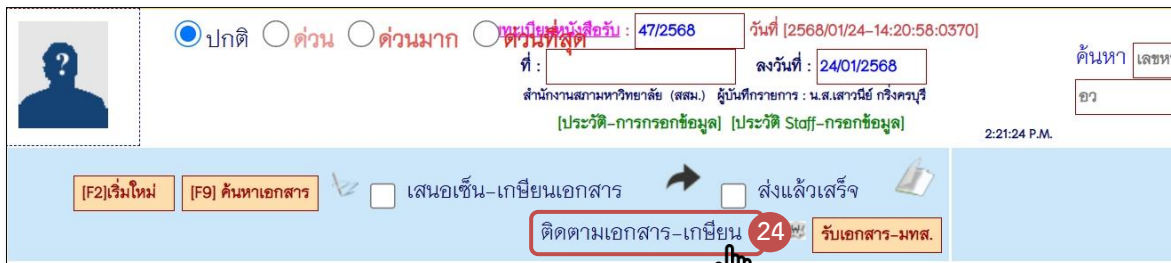 ปกติ ด่วน ด่วนมาก ด่วนที่สุด ทะเบียนหนังสือรับ : 47/2568 วันที่ [2568/01/24-14:20:58:0370]
ที่ : ลงวันที่ : 24/01/2568 ค้นหา
สำนักงานสภามหาวิทยาลัย (สสม.) ผู้บันทึกรายการ : น.ส.เสาวนีย์ กริ่งครบุรี อว
[ประวัติ-การกรอกข้อมูล] [ประวัติ Staff-กรอกข้อมูล] 2:21:24 P.M.
[F2]เริ่มใหม่ [F9] ค้นหาเอกสาร เสนอเซ็น-เกษียนเอกสาร ส่งแล้วเสร็จ
ติดตามเอกสาร-เกษียน 24 รับเอกสาร-มทส.